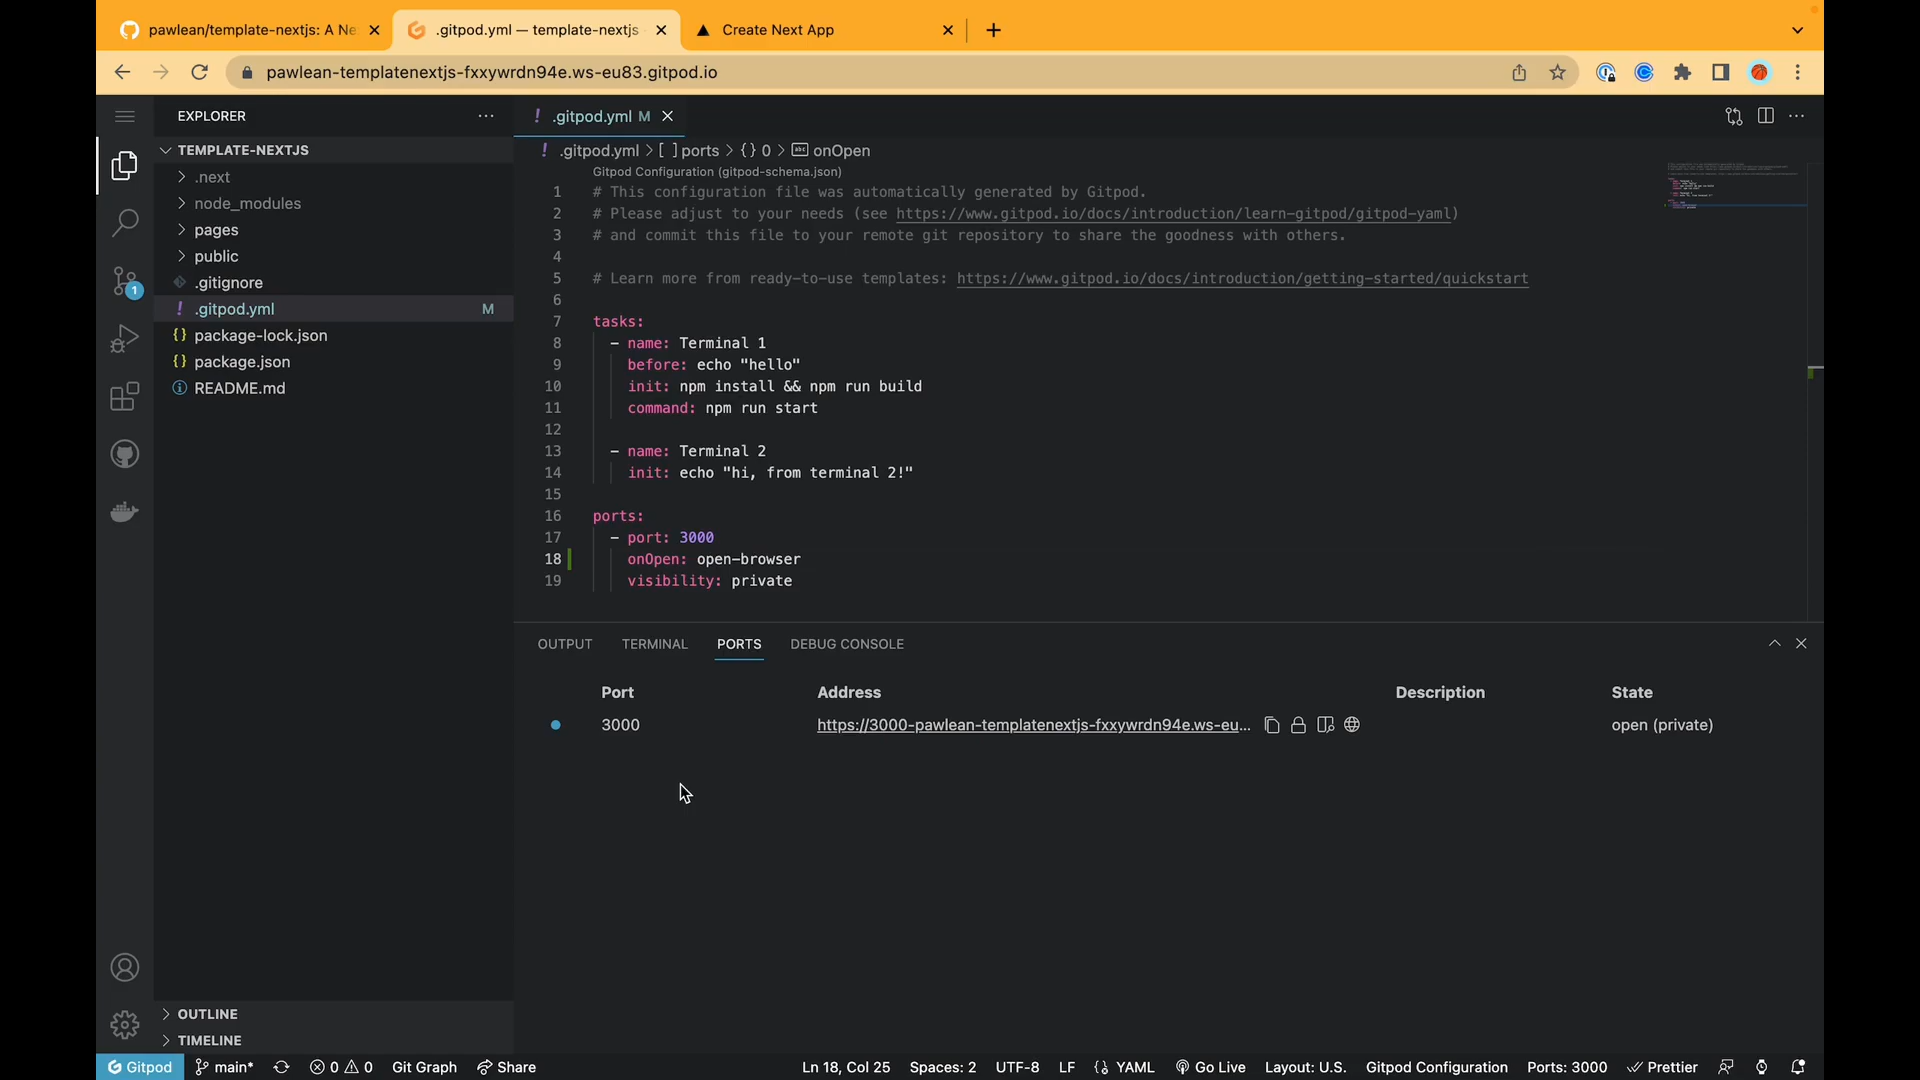 pawlean/template-nextjs: A Ne
.gitpod.yml — template-nextjs
Create Next App
pawlean-templatenextjs-fxxywrdn94e.ws-eu83.gitpod.io
EXPLORER
TEMPLATE-NEXTJS
.next
node_modules
pages
public
.gitignore
.gitpod.yml M
package-lock.json
package.json
README.md
OUTLINE
TIMELINE
1
.gitpod.yml M
.gitpod.yml > [ ] ports > {} 0 > abc onOpen
Gitpod Configuration (gitpod-schema.json)
1 # This configuration file was automatically generated by Gitpod.
2 # Please adjust to your needs (see https://www.gitpod.io/docs/introduction/learn-gitpod/gitpod-yaml)
3 # and commit this file to your remote git repository to share the goodness with others.
4
5 # Learn more from ready-to-use templates: https://www.gitpod.io/docs/introduction/getting-started/quickstart
6
7 tasks:
8 - name: Terminal 1
9 before: echo "hello"
10 init: npm install && npm run build
11 command: npm run start
12
13 - name: Terminal 2
14 init: echo "hi, from terminal 2!"
15
16 ports:
17 - port: 3000
18 onOpen: open-browser
19 visibility: private
OUTPUT TERMINAL PORTS DEBUG CONSOLE
Port Address Description State
3000 https://3000-pawlean-templatenextjs-fxxywrdn94e.ws-eu... open (private)
Gitpod main* 0 0 Git Graph Share Ln 18, Col 25 Spaces: 2 UTF-8 LF {} YAML Go Live Layout: U.S. Gitpod Configuration Ports: 3000 Prettier